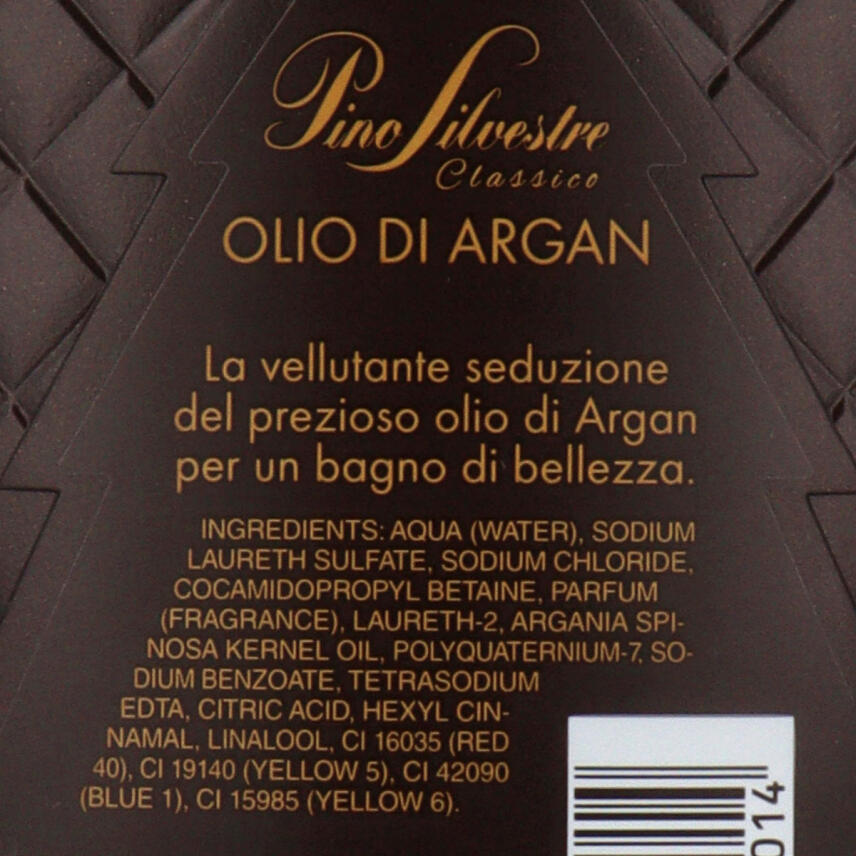 Pino Silvestre
Classico
OLIO DI ARGAN
La vellutante seduzione
del prezioso olio di Argan
per un bagno di bellezza.
INGREDIENTS: AQUA (WATER), SODIUM
LAURETH SULFATE, SODIUM CHLORIDE,
COCAMIDOPROPYL BETAINE, PARFUM
(FRAGRANCE), LAURETH-2, ARGANIA SPI-
NOSA KERNEL OIL, POLYQUATERNIUM-7, SO-
DIUM BENZOATE, TETRASODIUM
EDTA, CITRIC ACID, HEXYL CIN-
NAMAL, LINALOOL, CI 16035 (RED
40), CI 19140 (YELLOW 5), CI 42090
(BLUE 1), CI 15985 (YELLOW 6).
014